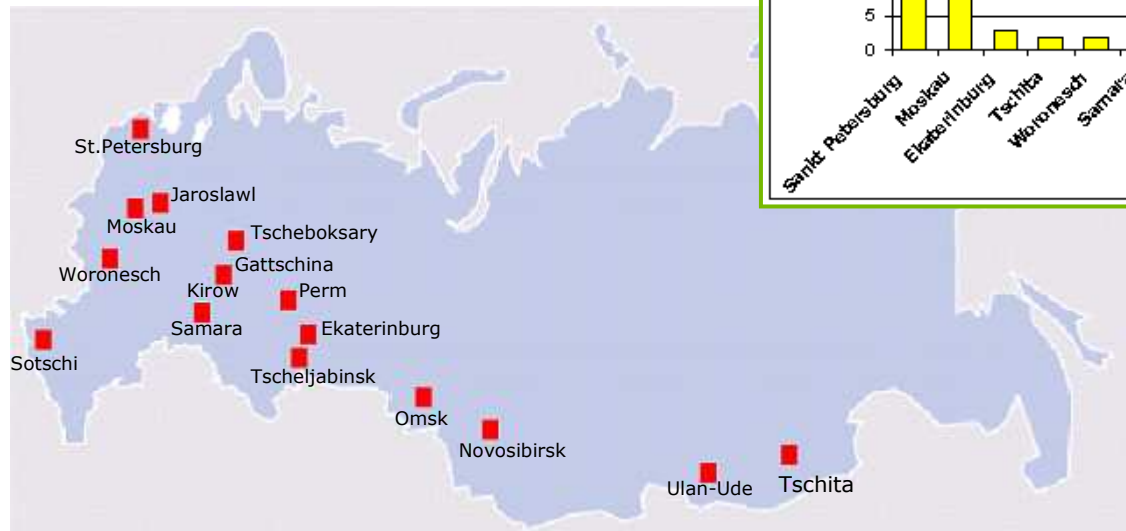 5
0
Sankt Petersburg
Moskau
Ekaterinburg
Tschita
Woronesch
Samara
St.Petersburg
Jaroslawl
Moskau
Tscheboksary
Woronesch
Gattschina
Kirow
Perm
Samara
Ekaterinburg
Sotschi
Tscheljabinsk
Omsk
Novosibirsk
Ulan-Ude
Tschita